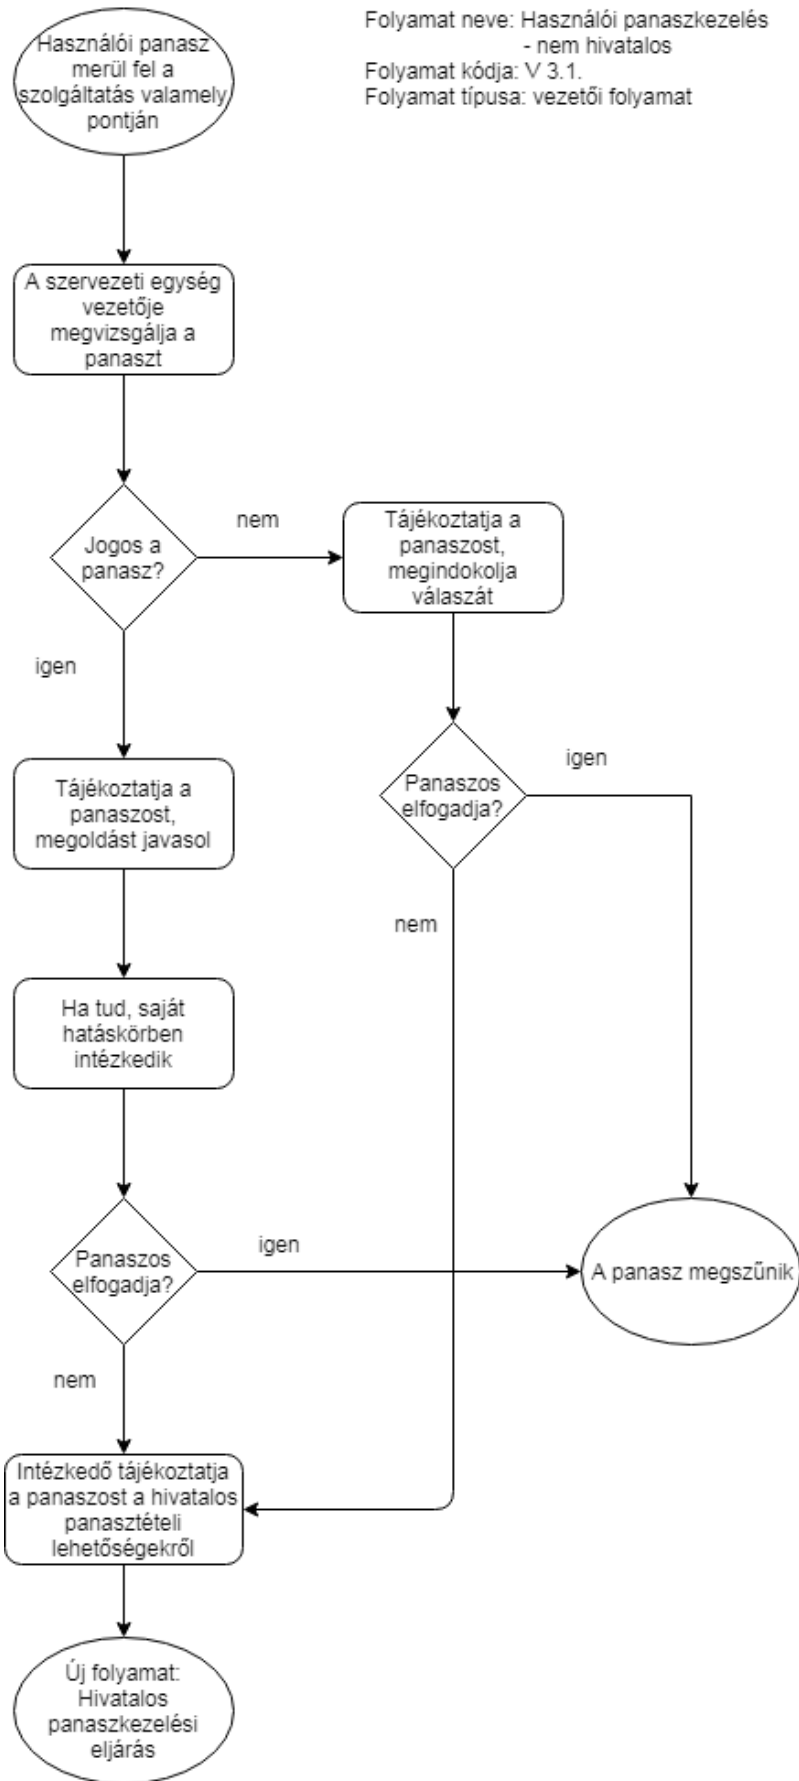 Folyamat neve: Használói panaszkezelés
- nem hivatalos
Folyamat kódja: V 3.1.
Folyamat típusa: vezetői folyamat
Használói panasz
merül fel a
szolgáltatás valamely
pontján
A szervezeti egység
vezetője
megvizsgálja a
panaszt
Jogos a
panasz?
nem
Tájékoztatja a
panaszost,
megindokolja
válaszát
igen
Tájékoztatja a
panaszost,
megoldást javasol
Panaszos
elfogadja?
igen
nem
Ha tud, saját
hatáskörben
intézkedik
Panaszos
elfogadja?
igen
A panasz megszűnik
nem
Intézkedő tájékoztatja
a panaszost a hivatalos
panasztételi
lehetőségekről
Új folyamat:
Hivatalos
panaszkezelési
eljárás